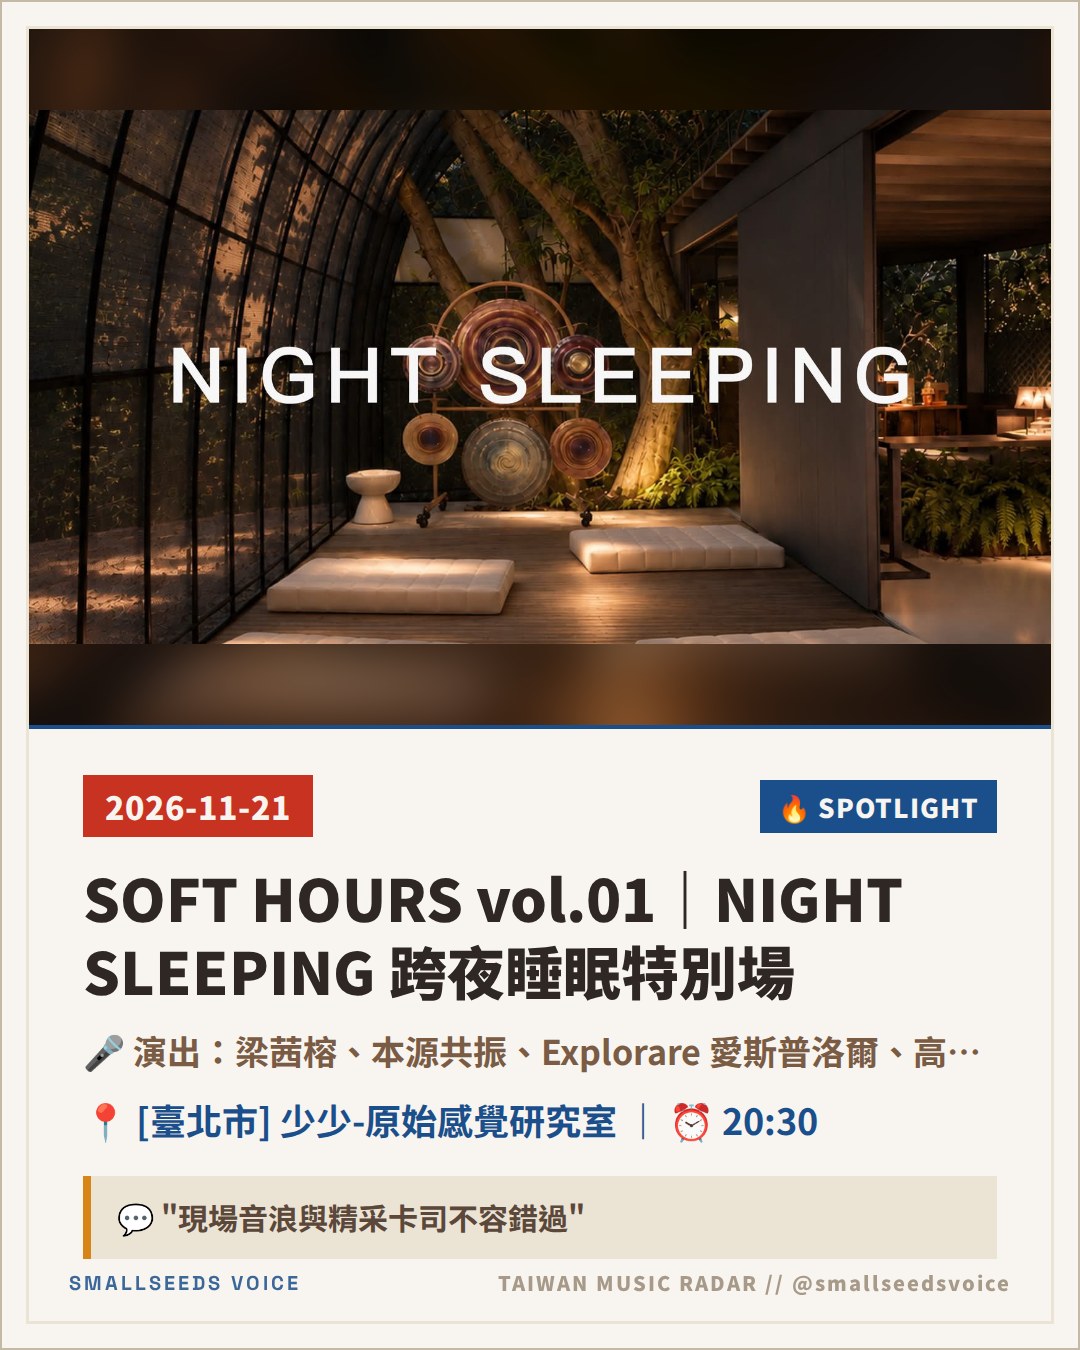 NIGHT SLEEPING
2026-11-21
🔥 SPOTLIGHT
SOFT HOURS vol.01｜NIGHT
SLEEPING 跨夜睡眠特別場
🎤 演出：梁茜榕、本源共振、Explorare 愛斯普洛爾、高…
📍 [臺北市] 少少-原始感覺研究室 ｜ ⏰ 20:30
💬 "現場音浪與精采卡司不容錯過"
SMALLSEEDS VOICE
TAIWAN MUSIC RADAR // @smallseedsvoice